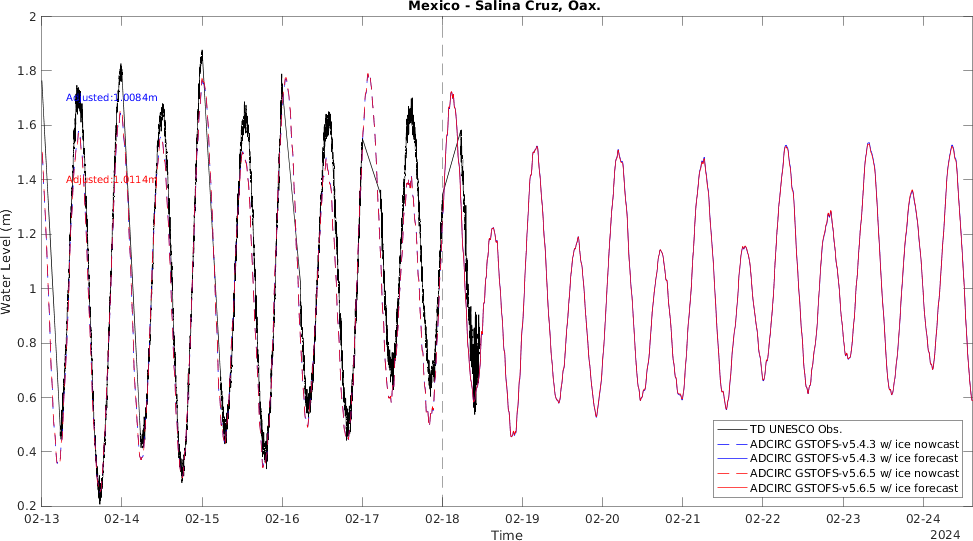 Mexico - Salina Cruz, Oax.
2
1.8
1.6
1.4
1.2
1
0.8
0.6
0.4
0.2
Water Level (m)
Adjusted:1.0084m
Adjusted:1.0114m
TD UNESCO Obs.
ADCIRC GSTOFS-v5.4.3 w/ ice nowcast
ADCIRC GSTOFS-v5.4.3 w/ ice forecast
ADCIRC GSTOFS-v5.6.5 w/ ice nowcast
ADCIRC GSTOFS-v5.6.5 w/ ice forecast
02-13 02-14 02-15 02-16 02-17 02-18 02-19 02-20 02-21 02-22 02-23 02-24
Time
2024